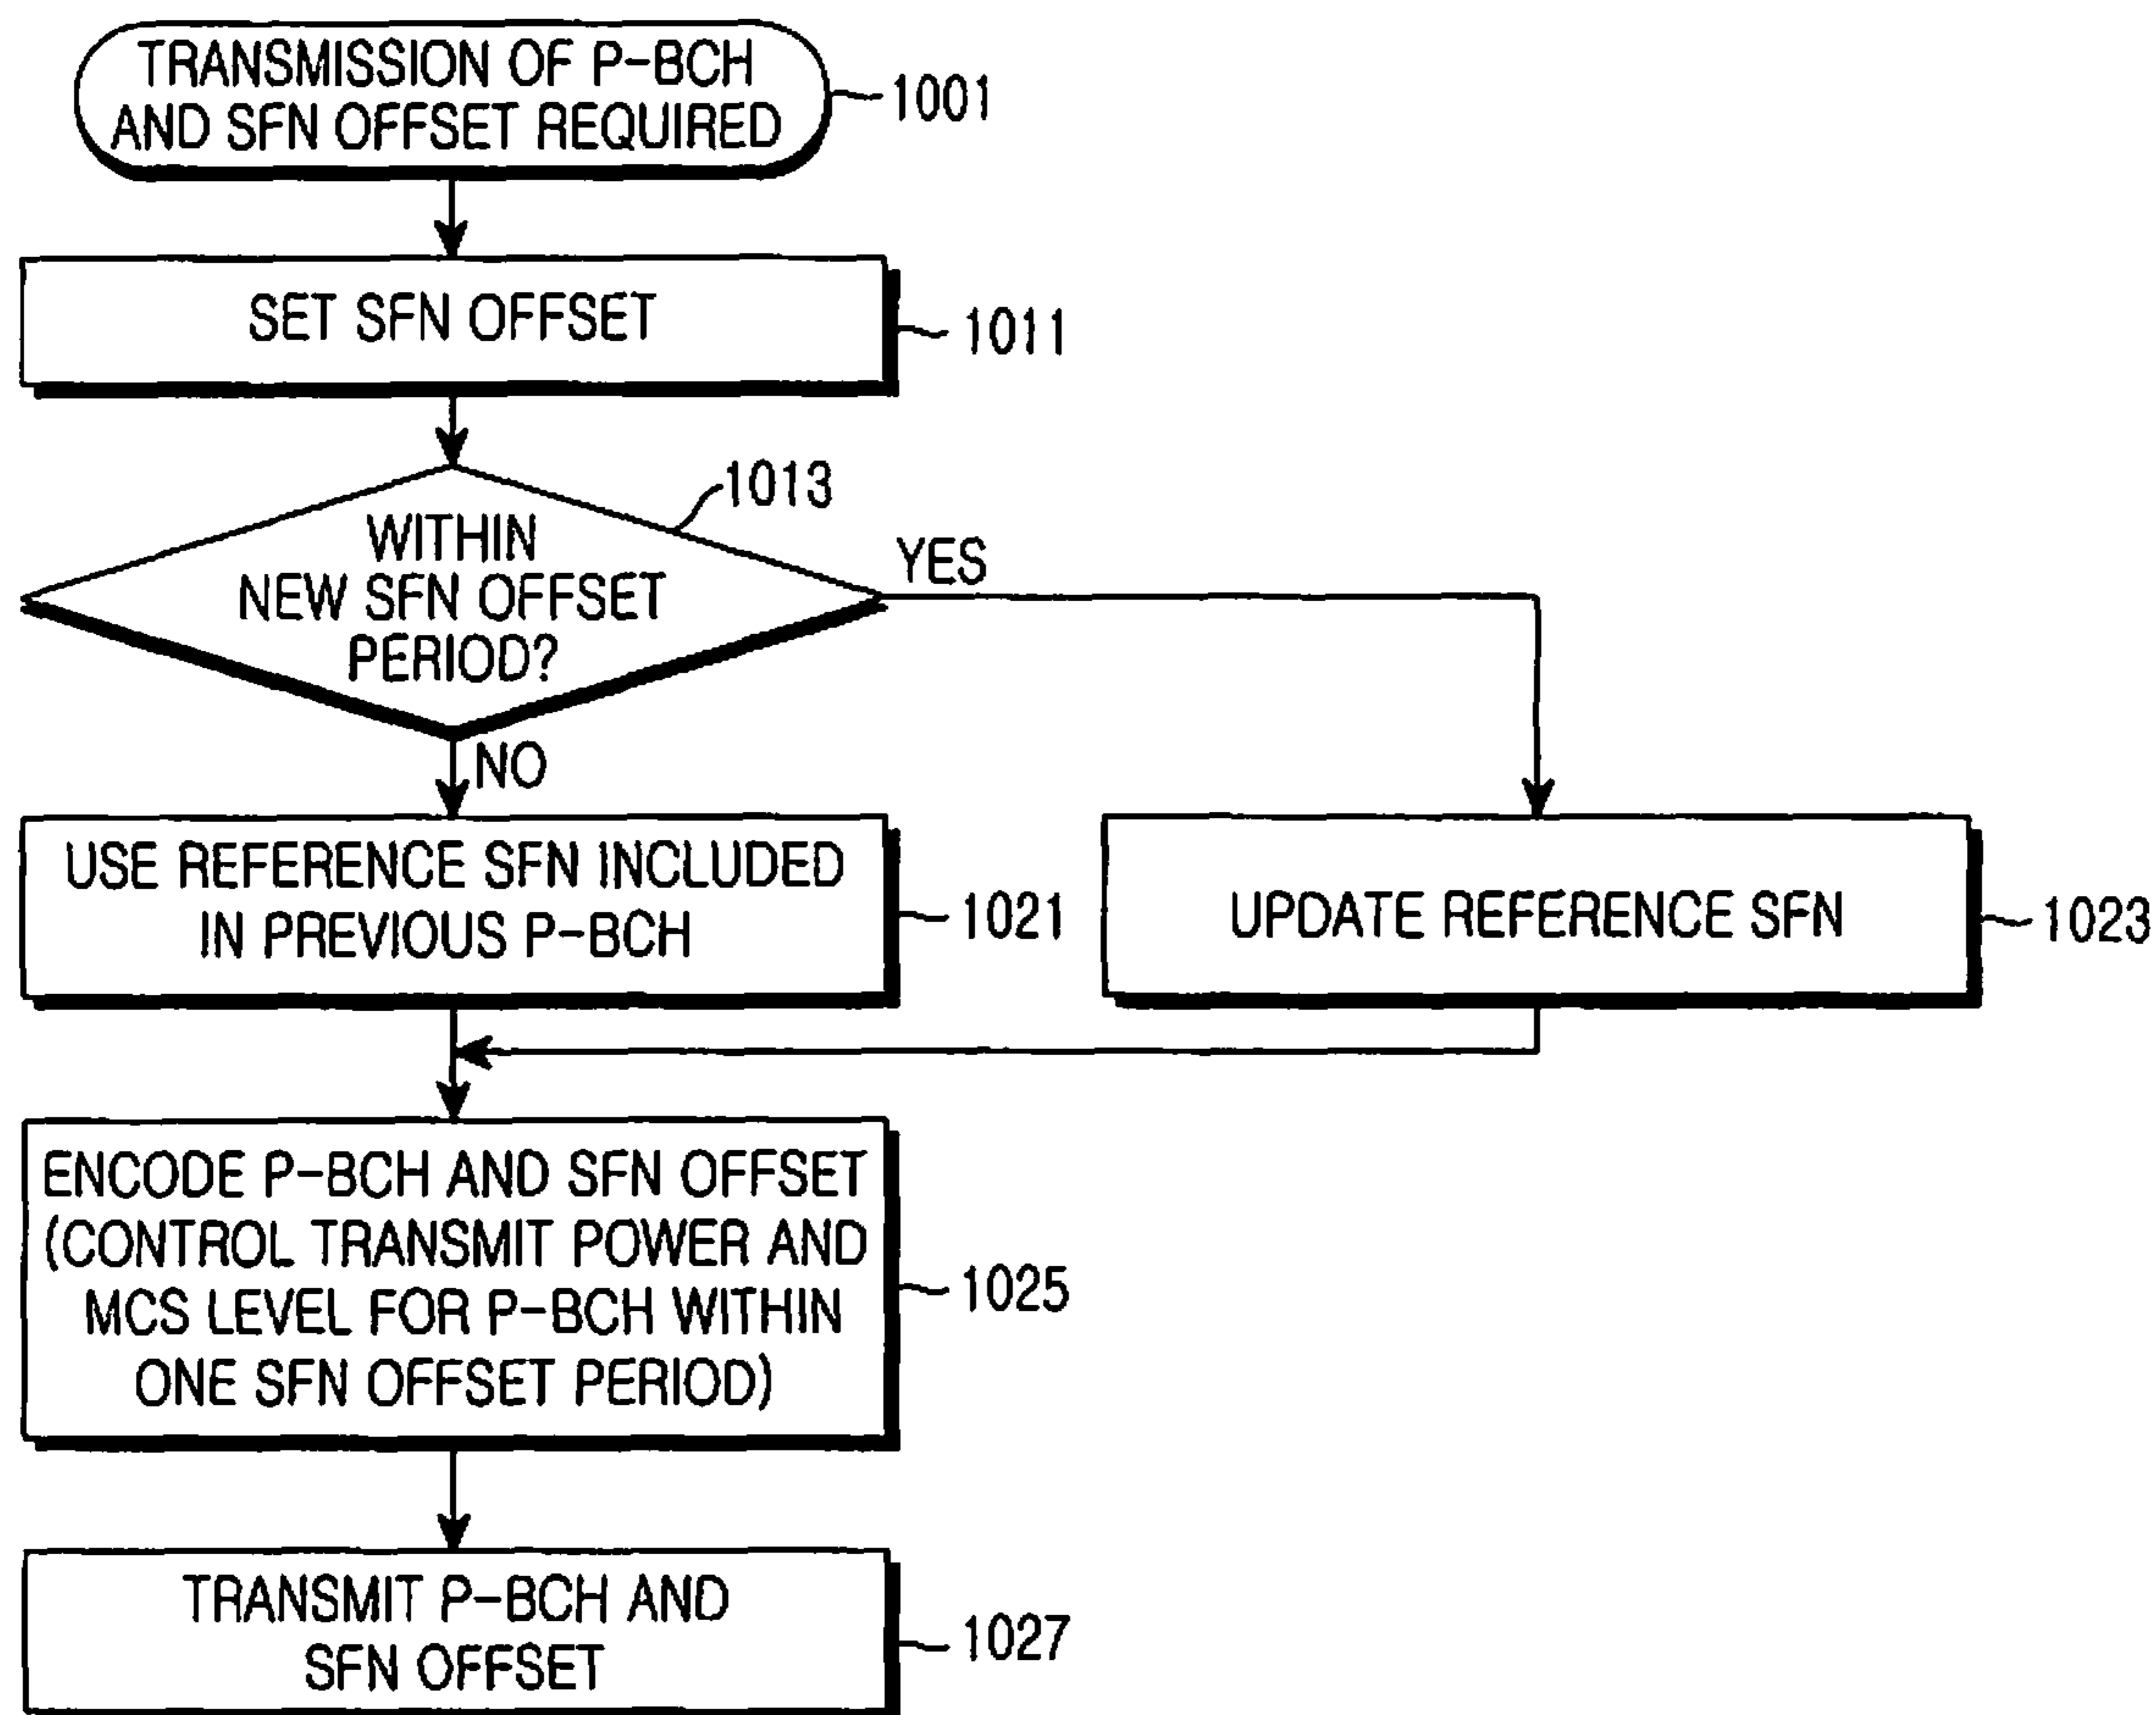 TRANSMISSION OF P-BCH
AND SFN OFFSET REQUIRED
1001
SET SFN OFFSET
1011
1013
WITHIN
NEW SFN OFFSET
PERIOD?
YES
NO
USE REFERENCE SFN INCLUDED
IN PREVIOUS P-BCH
1021
UPDATE REFERENCE SFN
1023
ENCODE P-BCH AND SFN OFFSET
(CONTROL TRANSMIT POWER AND
MCS LEVEL FOR P-BCH WITHIN
ONE SFN OFFSET PERIOD)
1025
TRANSMIT P-BCH AND
SFN OFFSET
1027